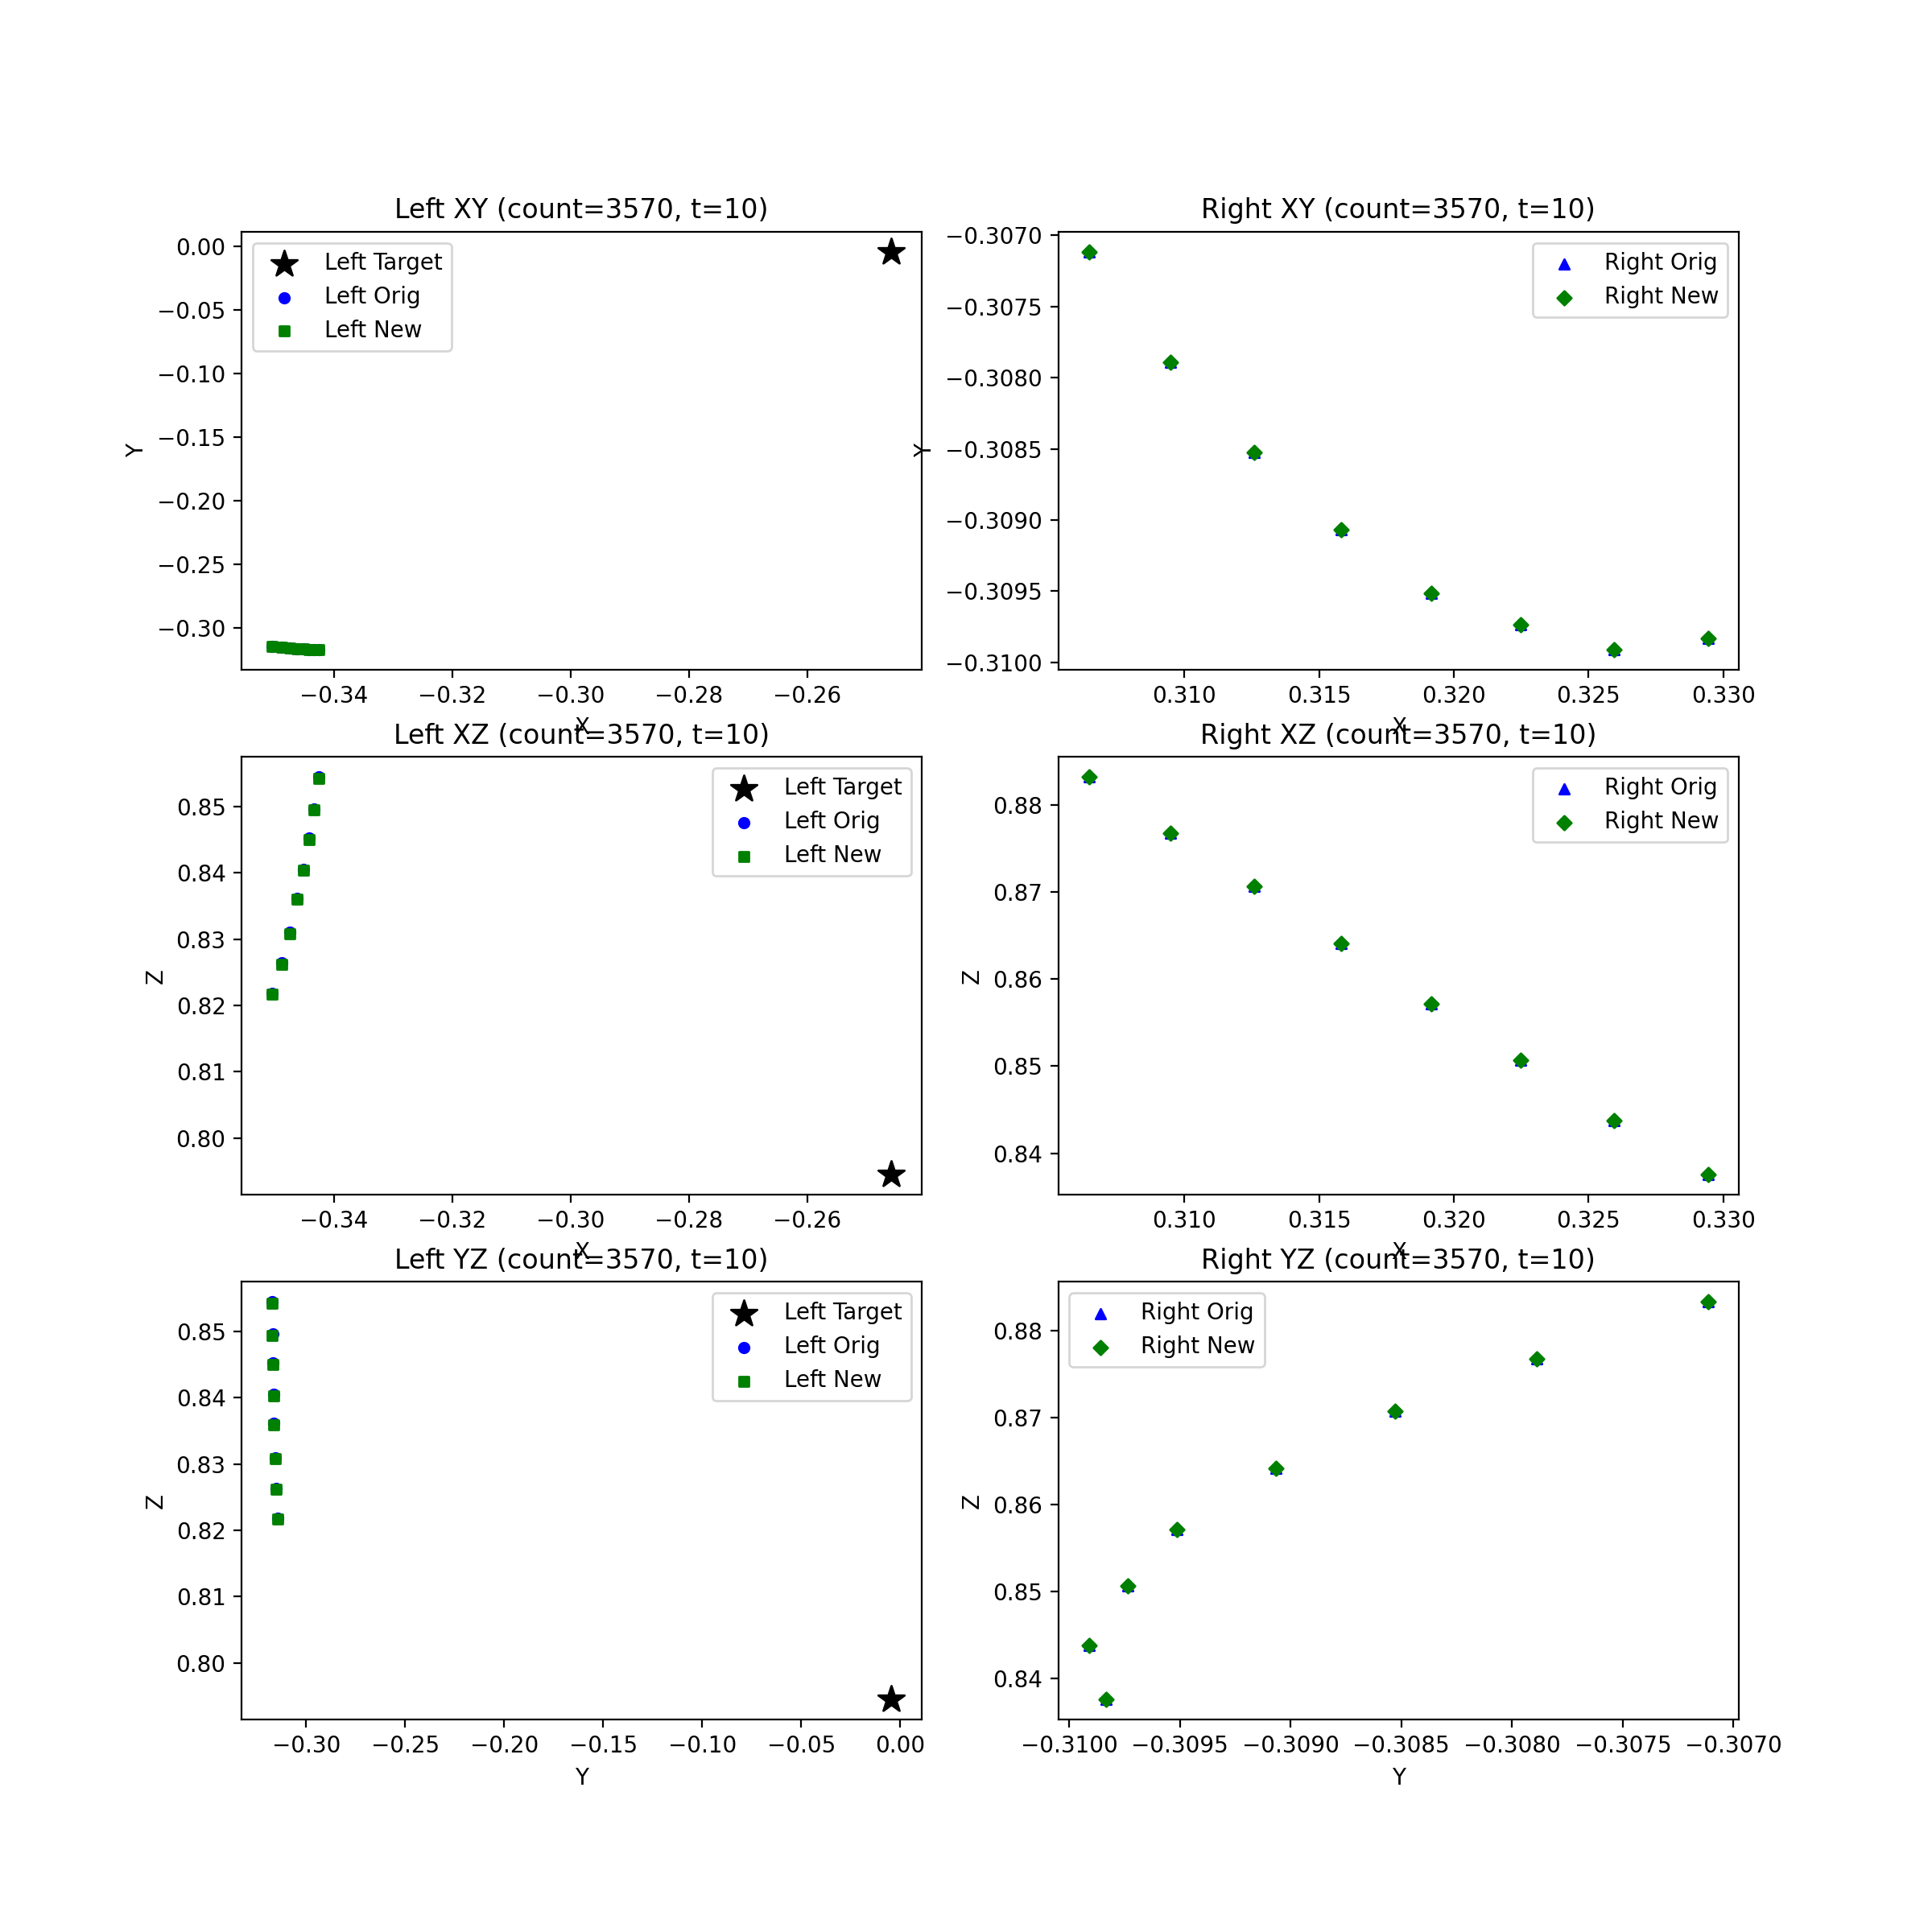 Left XY (count=3570, t=10)
0.00
−0.05
−0.10
−0.15
−0.20
−0.25
−0.30
Y
Left Target
Left Orig
Left New
−0.34 −0.32 −0.30 −0.28 −0.26
X
Right XY (count=3570, t=10)
−0.3070
−0.3075
−0.3080
−0.3085
−0.3090
−0.3095
−0.3100
Y
Right Orig
Right New
0.310 0.315 0.320 0.325 0.330
X
Left XZ (count=3570, t=10)
0.85
0.84
0.83
0.82
0.81
0.80
Z
Left Target
Left Orig
Left New
−0.34 −0.32 −0.30 −0.28 −0.26
X
Right XZ (count=3570, t=10)
0.88
0.87
0.86
0.85
0.84
Z
Right Orig
Right New
0.310 0.315 0.320 0.325 0.330
X
Left YZ (count=3570, t=10)
0.85
0.84
0.83
0.82
0.81
0.80
Z
Left Target
Left Orig
Left New
−0.30 −0.25 −0.20 −0.15 −0.10 −0.05 0.00
Y
Right YZ (count=3570, t=10)
0.88
0.87
0.86
0.85
0.84
Z
Right Orig
Right New
−0.3100 −0.3095 −0.3090 −0.3085 −0.3080 −0.3075 −0.3070
Y